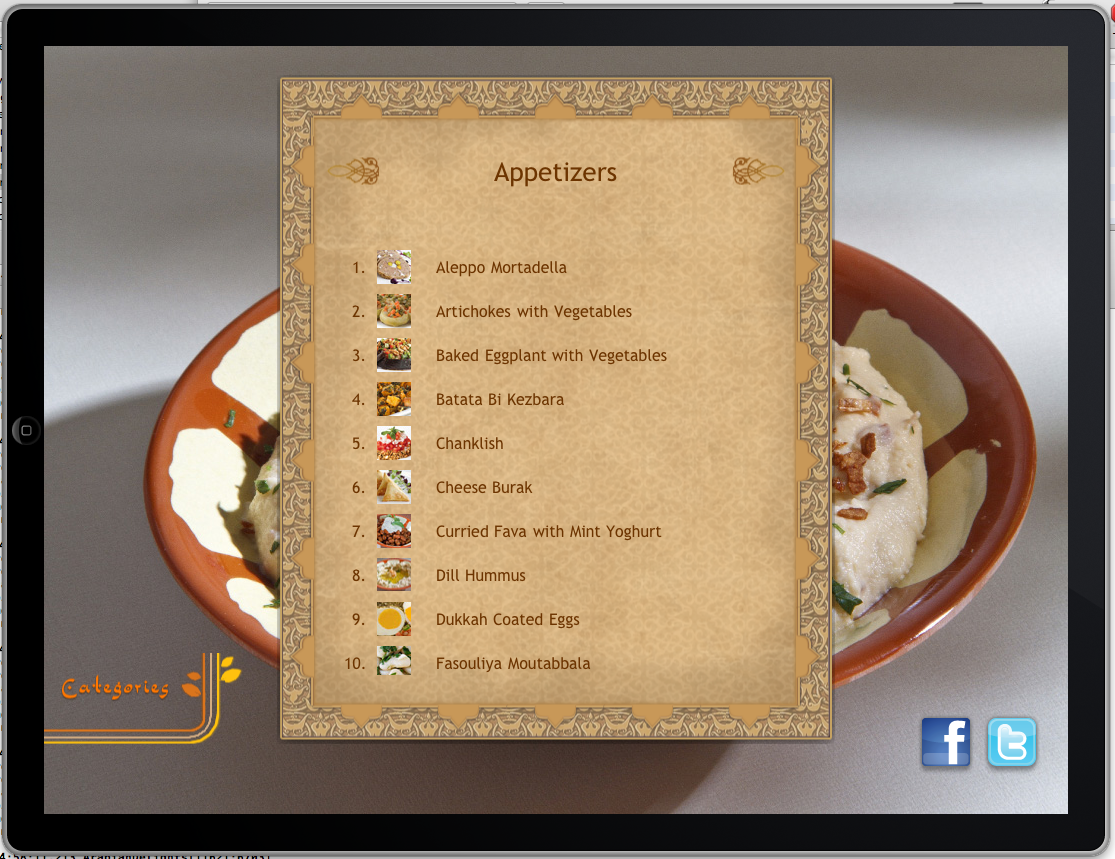 Appetizers
1. Aleppo Mortadella
2. Artichokes with Vegetables
3. Baked Eggplant with Vegetables
4. Batata Bi Kezbara
5. Chanklish
6. Cheese Burak
7. Curried Fava with Mint Yoghurt
8. Dill Hummus
9. Dukkah Coated Eggs
10. Fasouliya Moutabbala
Categories
f t